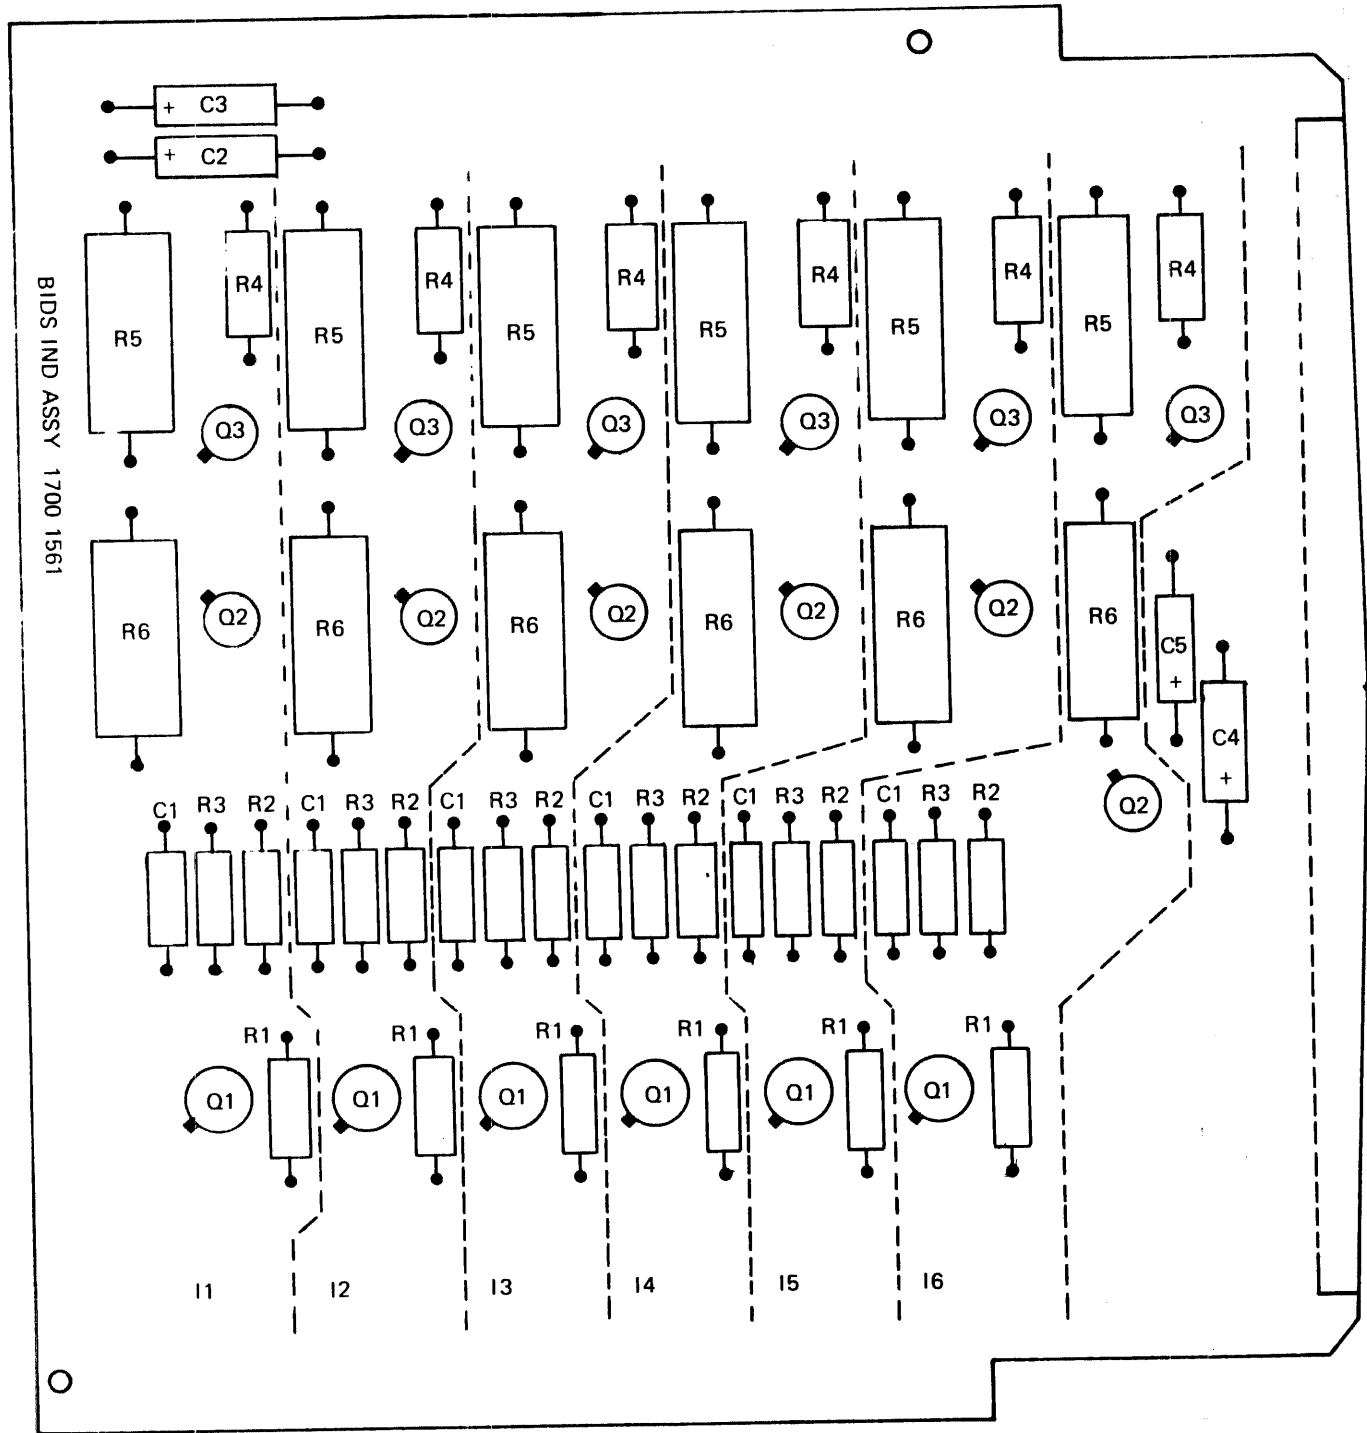 + C3
+ C2
R5 R4 R5 R4 R5 R4 R5 R4 R5 R4 R5 R4
Q3 Q3 Q3 Q3 Q3 Q3
BIDS IND ASSY 1700 1561
R6 Q2 R6 Q2 R6 Q2 R6 Q2 R6 Q2 R6
C5 +
C4 +
Q2
C1 R3 R2 C1 R3 R2 C1 R3 R2 C1 R3 R2 C1 R3 R2 C1 R3 R2
R1 R1 R1 R1 R1 R1
Q1 Q1 Q1 Q1 Q1 Q1
I1 I2 I3 I4 I5 I6